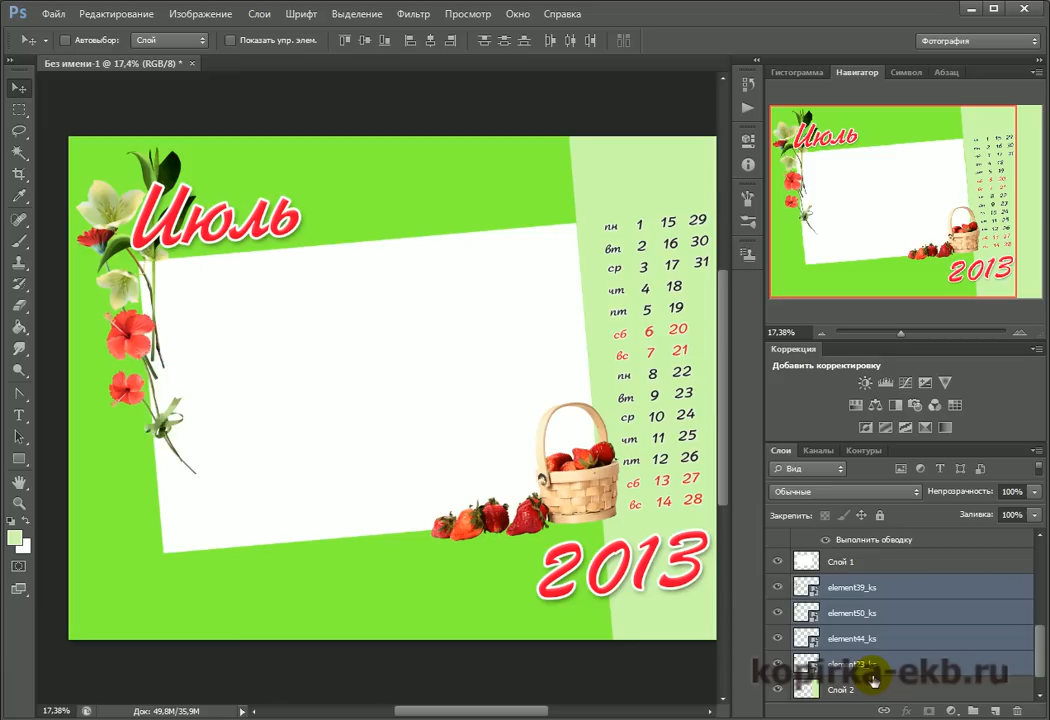 Ps Файл Редактирование Изображение Слои Шрифт Выделение Фильтр Просмотр Окно Справка
Автовыбор: Слой Показать упр. элем. Фотография
Без имени-1 @ 17,4% (RGB/8) * ×
Гистограмма Навигатор Символ Абзац
Июль
пн 1 15 29
вт 2 16 30
ср 3 17 31
чт 4 18
пт 5 19
сб 6 20
вс 7 21
пн 8 22
вт 9 23
ср 10 24
чт 11 25
пт 12 26
сб 13 27
вс 14 28
2013
Июль
2013
17,38%
Коррекция
Добавить корректировку
Слои Каналы Контуры
Вид
Обычные Непрозрачность: 100%
Закрепить: Заливка: 100%
Выполнить обводку
Слой 1
element39_ks
element50_ks
element44_ks
element23_ks
kopirka-ekb.ru
Слой 2
17,38% Док: 49,8M/35,9M